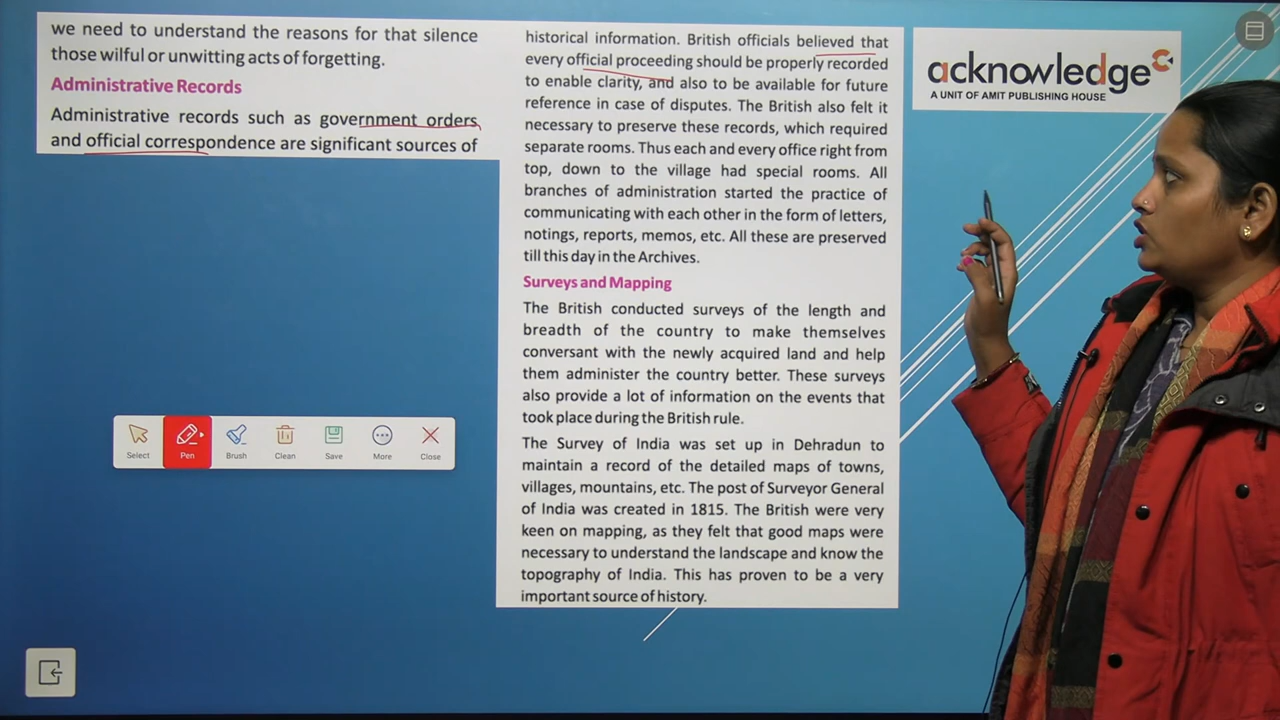 we need to understand the reasons for that silence
those wilful or unwitting acts of forgetting.
Administrative Records
Administrative records such as government orders
and official correspondence are significant sources of
historical information. British officials believed that
every official proceeding should be properly recorded
to enable clarity, and also to be available for future
reference in case of disputes. The British also felt it
necessary to preserve these records, which required
separate rooms. Thus each and every office right from
top, down to the village had special rooms. All
branches of administration started the practice of
communicating with each other in the form of letters,
notings, reports, memos, etc. All these are preserved
till this day in the Archives.
Surveys and Mapping
The British conducted surveys of the length and
breadth of the country to make themselves
conversant with the newly acquired land and help
them administer the country better. These surveys
also provide a lot of information on the events that
took place during the British rule.
The Survey of India was set up in Dehradun to
maintain a record of the detailed maps of towns,
villages, mountains, etc. The post of Surveyor General
of India was created in 1815. The British were very
keen on mapping, as they felt that good maps were
necessary to understand the landscape and know the
topography of India. This has proven to be a very
important source of history.
acknowledge
A UNIT OF AMIT PUBLISHING HOUSE
Select
Pen
Brush
Clean
Save
More
Close